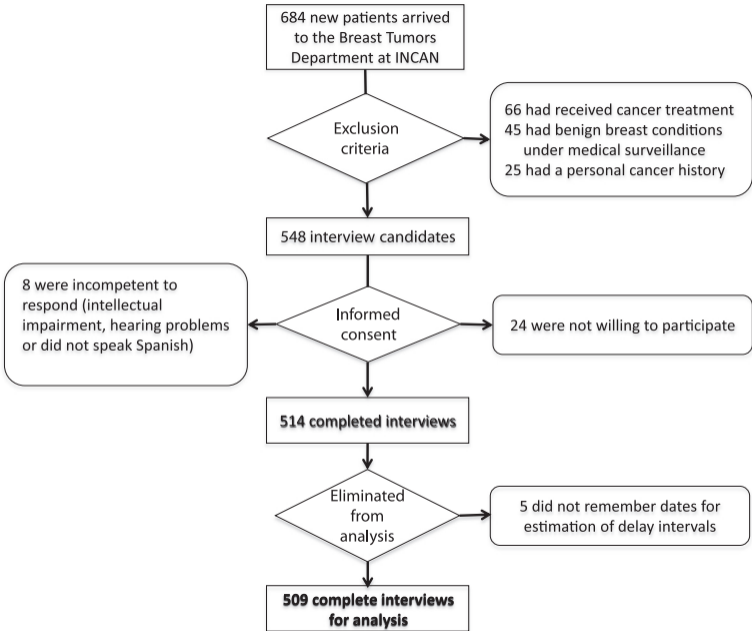 684 new patients arrived
to the Breast Tumors
Department at INCAN
Exclusion
criteria
66 had received cancer treatment
45 had benign breast conditions
under medical surveillance
25 had a personal cancer history
548 interview candidates
8 were incompetent to
respond (intellectual
impairment, hearing problems
or did not speak Spanish)
Informed
consent
24 were not willing to participate
514 completed interviews
Eliminated
from
analysis
5 did not remember dates for
estimation of delay intervals
509 complete interviews
for analysis